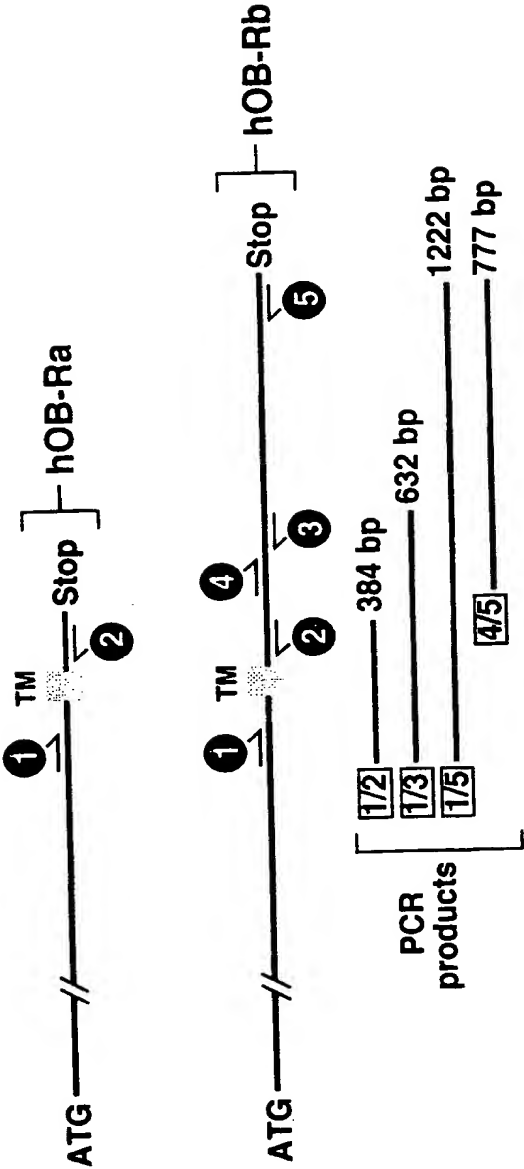 1
TM
ATG
Stop
hOB-Ra
2
1
TM
4
ATG
Stop
hOB-Rb
2
3
5
PCR
products
1/2 384 bp
1/3 632 bp
1/5 1222 bp
4/5 777 bp